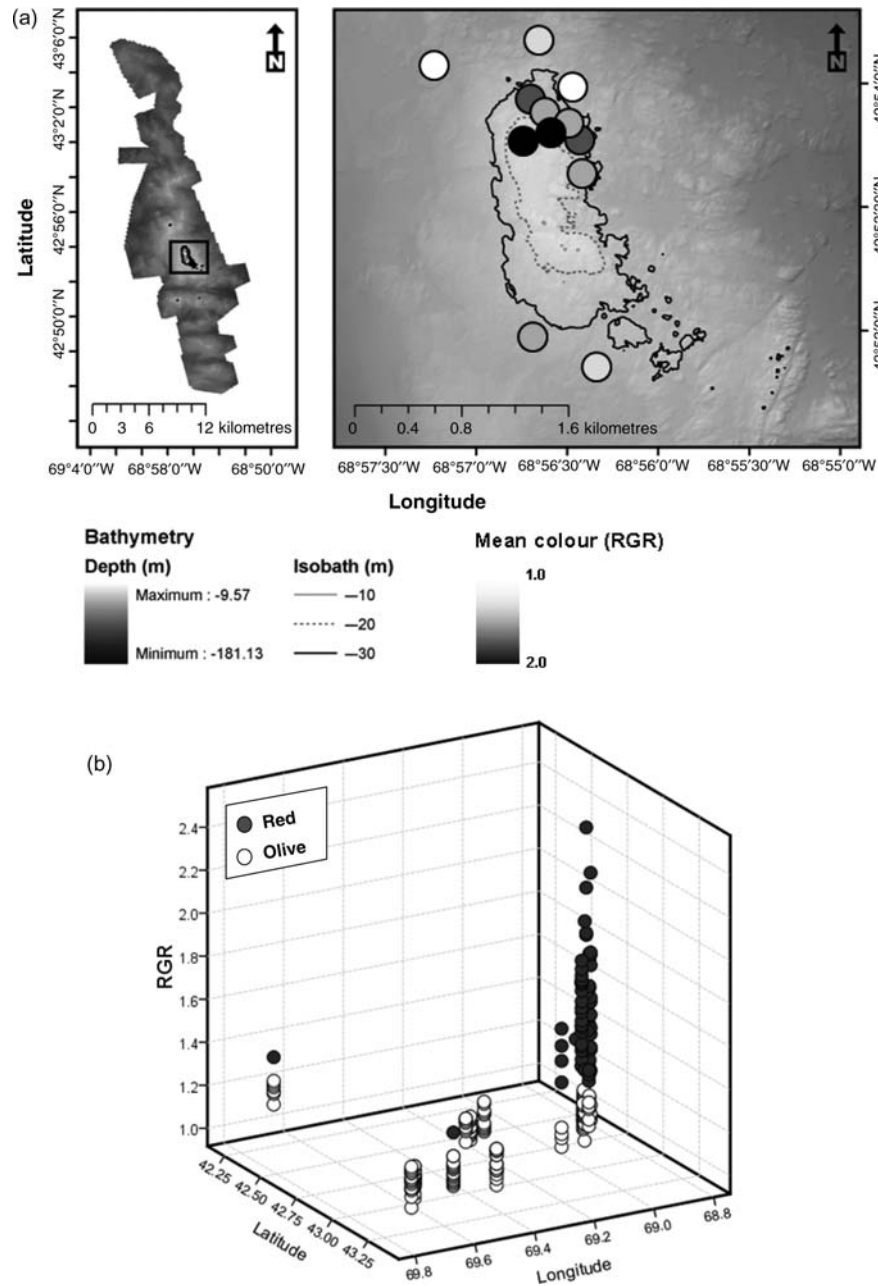 (a)
N
N
43°6′0″N
43°2′0″N
42°56′0″N
42°50′0″N
Latitude
0 3 6 12 kilometres
69°4′0″W 68°58′0″W 68°50′0″W
0 0.4 0.8 1.6 kilometres
68°57′30″W 68°57′0″W 68°56′30″W 68°56′0″W 68°55′30″W 68°55′0″W
Longitude
Bathymetry
Depth (m)
Maximum : -9.57
Minimum : -181.13
Isobath (m)
—10
—20
—30
Mean colour (RGR)
1.0
2.0
(b)
Red
Olive
RGR
2.4
2.2
2.0
1.8
1.6
1.4
1.2
1.0
42.25
42.50
42.75
43.00
43.25
Latitude
69.8
69.6
69.4
69.2
69.0
68.8
Longitude